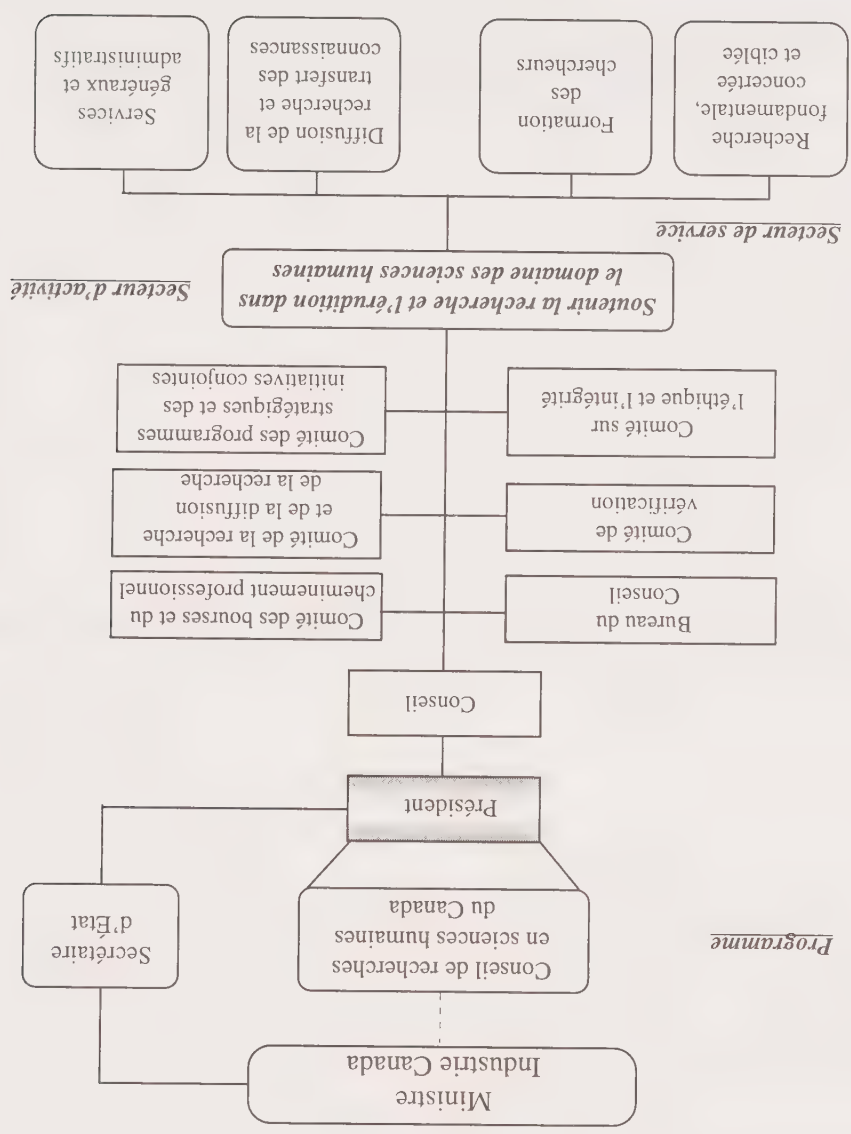 Ministre
Industrie Canada
Programme
Conseil de recherches
en sciences humaines
du Canada
Secrétaire
d'État
Président
Conseil
Bureau du
Conseil
Comité des bourses et du
cheminement professionnel
Comité de
vérification
Comité de la recherche
et de la diffusion
de la recherche
Comité sur
l'éthique et l'intégrité
Comité des programmes
stratégiques et des
initiatives conjointes
Secteur d'activité
Soutenir la recherche et l'érudition dans
le domaine des sciences humaines
Secteur de service
Recherche
fondamentale,
concertée
et ciblée
Formation
des
chercheurs
Diffusion de la
recherche et
transfert des
connaissances
Services
généraux et
administratifs